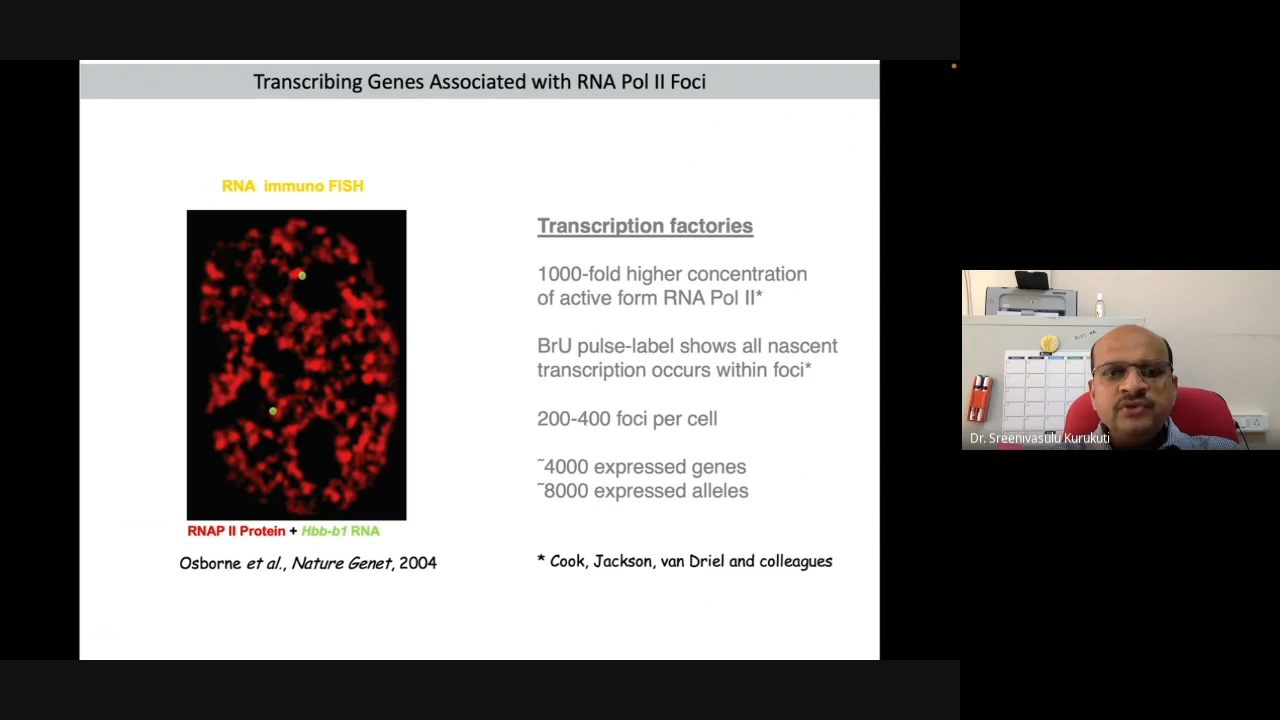 Transcribing Genes Associated with RNA Pol II Foci
RNA immuno FISH
RNAP II Protein + Hbb-b1 RNA
Osborne et al., Nature Genet, 2004
Transcription factories
1000-fold higher concentration
of active form RNA Pol II*
BrU pulse-label shows all nascent
transcription occurs within foci*
200-400 foci per cell
~4000 expressed genes
~8000 expressed alleles
* Cook, Jackson, van Driel and colleagues
Dr. Sreenivasulu Kurukuti